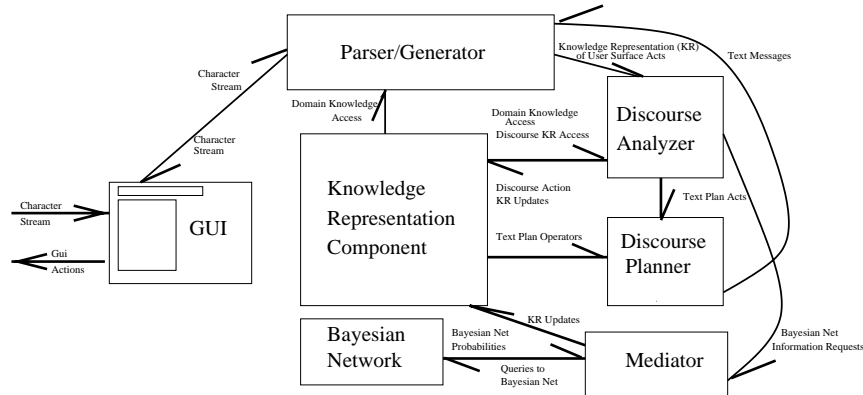 Parser/Generator
Knowledge Representation (KR)
of User Surface Acts
Text Messages
Character
Stream
Domain Knowledge
Access
Domain Knowledge
Access
Discourse KR Access
Discourse
Analyzer
Character
Stream
Knowledge
Representation
Component
Discourse Action
KR Updates
Text Plan Acts
Character
Stream
GUI
Gui
Actions
Text Plan Operators
Discourse
Planner
KR Updates
Bayesian
Network
Bayesian Net
Probabilities
Queries to
Bayesian Net
Mediator
Bayesian Net
Information Requests